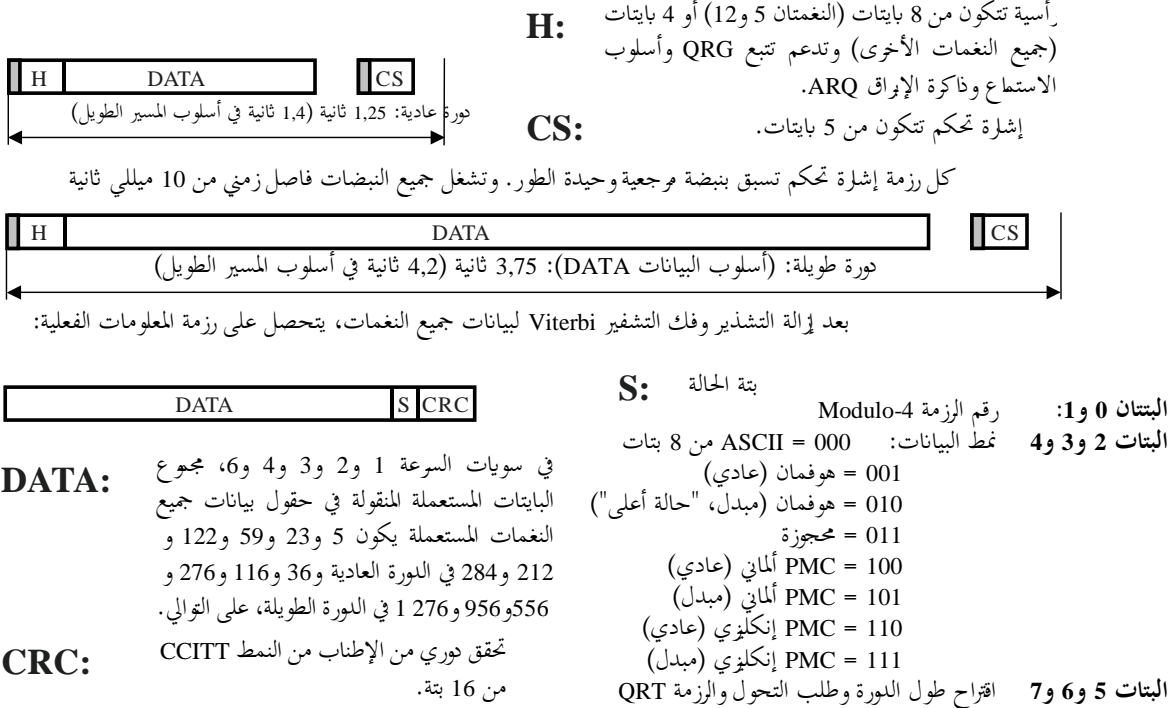 H: رأسية تتكون من 8 بايتات (النغمتان 5 و12) أو 4 بايتات
(جميع النغمات الأخرى) وتدعم تتبع QRG وأسلوب
الاستماع وذاكرة الإبراق ARQ.
H DATA CS
دورة عادية: 1,25 ثانية (1,4 ثانية في أسلوب المسير الطويل)
CS: إشارة تحكم تتكون من 5 بايتات.
كل رزمة إشارة تحكم تسبق بنبضة مرجعية وحيدة الطور. وتشغل جميع النبضات فاصل زمني من 10 ميللي ثانية
H DATA CS
دورة طويلة: (أسلوب البيانات DATA): 3,75 ثانية (4,2 ثانية في أسلوب المسير الطويل)
بعد إزالة التشذير وفك التشفير Viterbi لبيانات جميع النغمات، يتحصل على رزمة المعلومات الفعلية:
DATA S CRC
S: بتة الحالة
البتتان 0 و1: رقم الرزمة Modulo-4
البتات 2 و3 و4 نمط البيانات: 000 = ASCII من 8 بتات
001 = هوفمان (عادي)
010 = هوفمان (مبدل، "حالة أعلى")
011 = محجوزة
100 = PMC ألماني (عادي)
101 = PMC ألماني (مبدل)
110 = PMC إنكليزي (عادي)
111 = PMC إنكليزي (مبدل)
البتات 5 و6 و7 اقتراح طول الدورة وطلب التحول والرزمة QRT
DATA: في سويات السرعة 1 و2 و3 و4 و6، مجموع
البايتات المستعملة المنقولة في حقول بيانات جميع
النغمات المستعملة يكون 5 و23 و59 و122 و
212 و284 في الدورة العادية و36 و116 و276 و
556و956 و276 1 في الدورة الطويلة، على التوالي.
CRC: تحقق دوري من الإطناب من النمط CCITT
من 16 بتة.